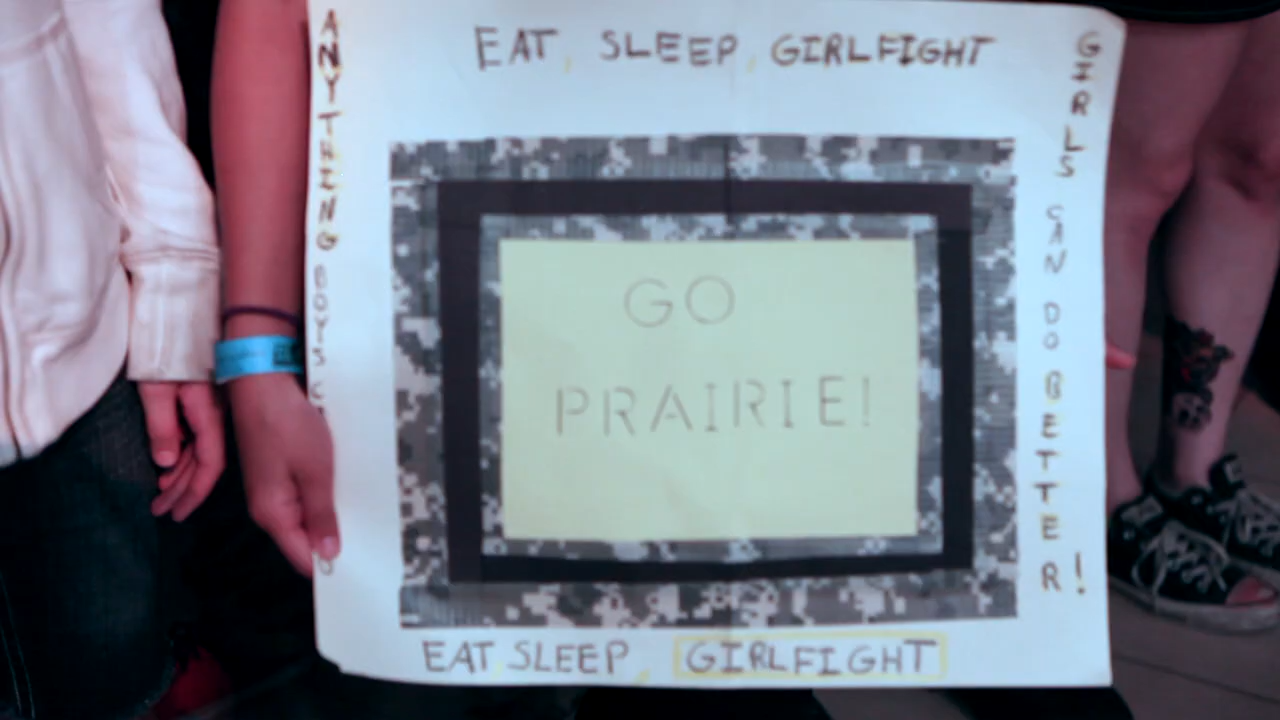 EAT, SLEEP, GIRLFIGHT
ANYTHING BOYS C
GO
PRAIRIE!
GIRLS CAN DO BETTER!
EAT, SLEEP, GIRLFIGHT